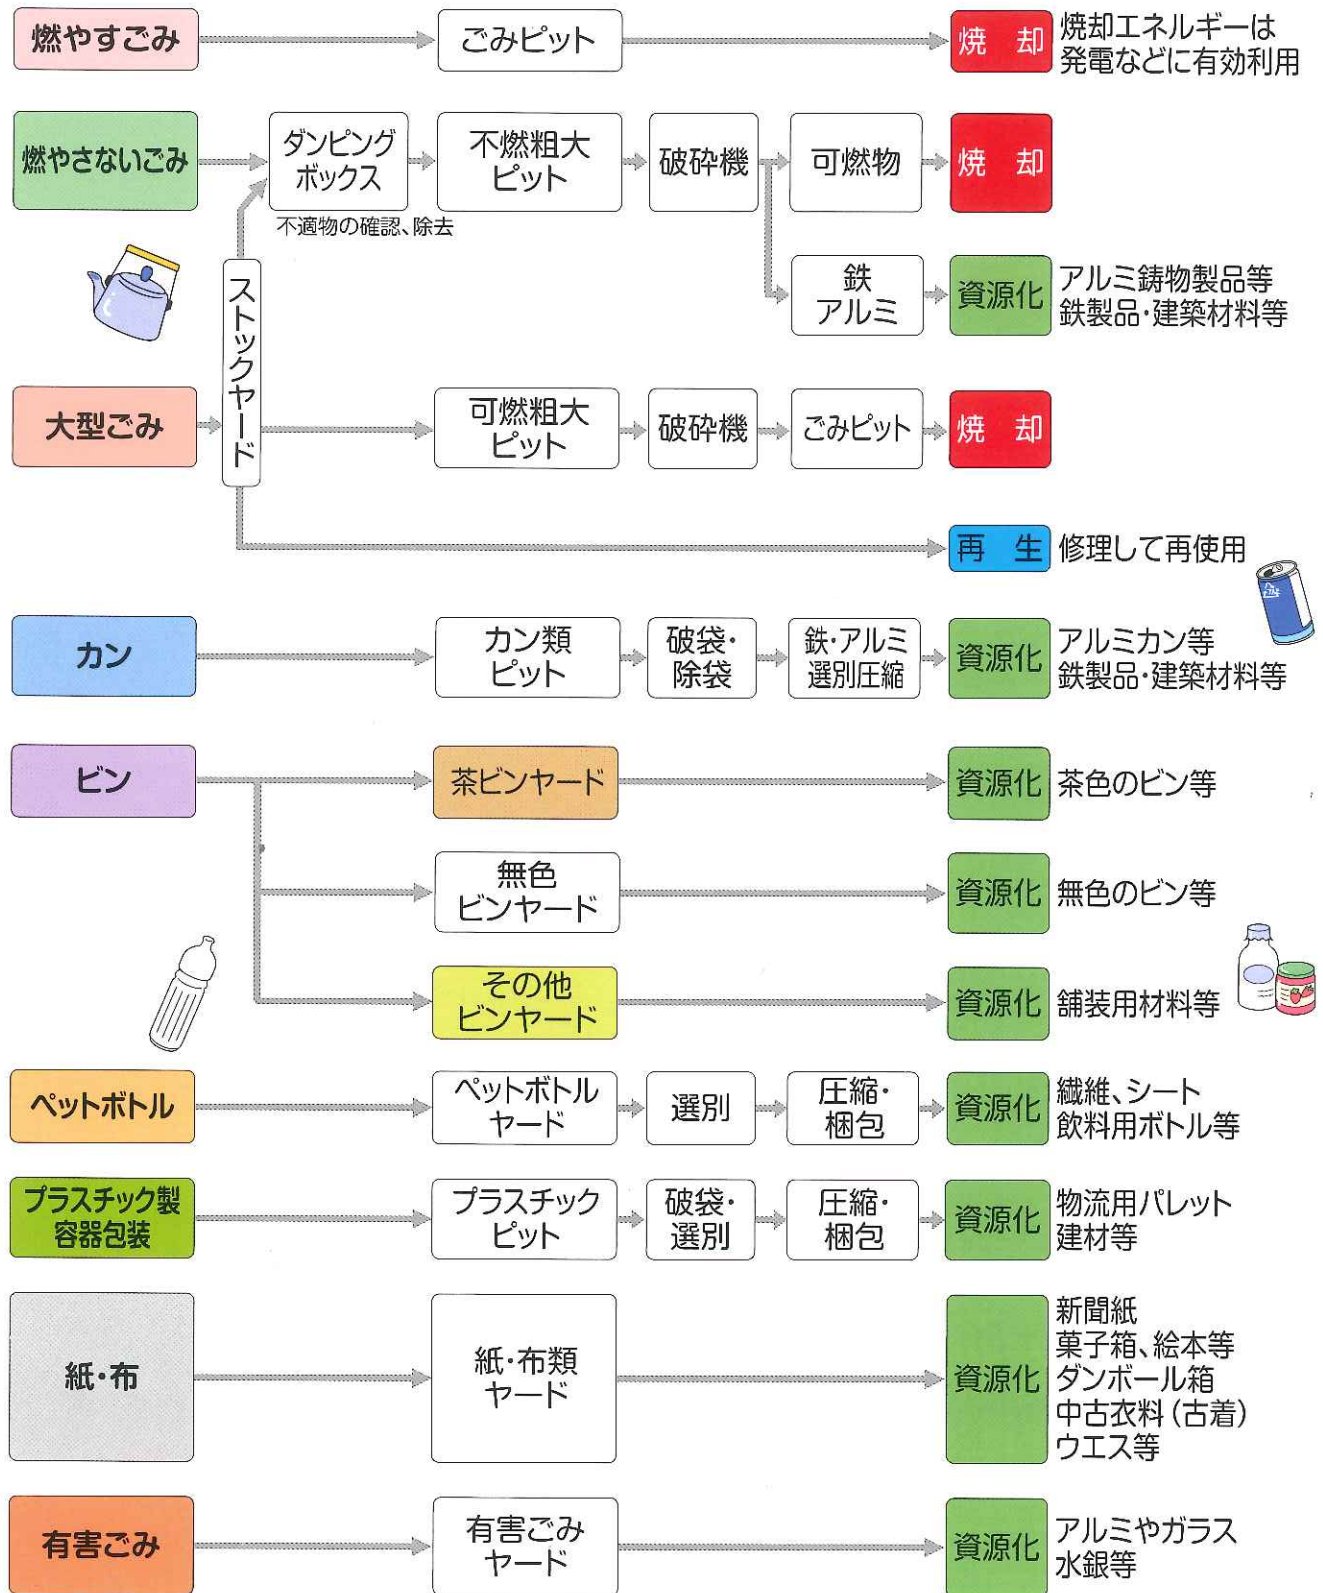 燃やすごみ
ごみピット
焼 却
焼却エネルギーは
発電などに有効利用
燃やさないごみ
ダンピング
ボックス
不適物の確認、除去
不燃粗大
ピット
破砕機
可燃物
焼 却
鉄
アルミ
資源化
アルミ鋳物製品等
鉄製品・建築材料等
大型ごみ
ストックヤード
可燃粗大
ピット
破砕機
ごみピット
焼 却
再 生
修理して再使用
カン
カン類
ピット
破袋・
除袋
鉄・アルミ
選別圧縮
資源化
アルミカン等
鉄製品・建築材料等
ビン
茶ビンヤード
資源化
茶色のビン等
無色
ビンヤード
資源化
無色のビン等
その他
ビンヤード
資源化
舗装用材料等
ペットボトル
ペットボトル
ヤード
選別
圧縮・
梱包
資源化
繊維、シート
飲料用ボトル等
プラスチック製
容器包装
プラスチック
ピット
破袋・
選別
圧縮・
梱包
資源化
物流用パレット
建材等
紙・布
紙・布類
ヤード
資源化
新聞紙
菓子箱、絵本等
ダンボール箱
中古衣料（古着）
ウエス等
有害ごみ
有害ごみ
ヤード
資源化
アルミやガラス
水銀等